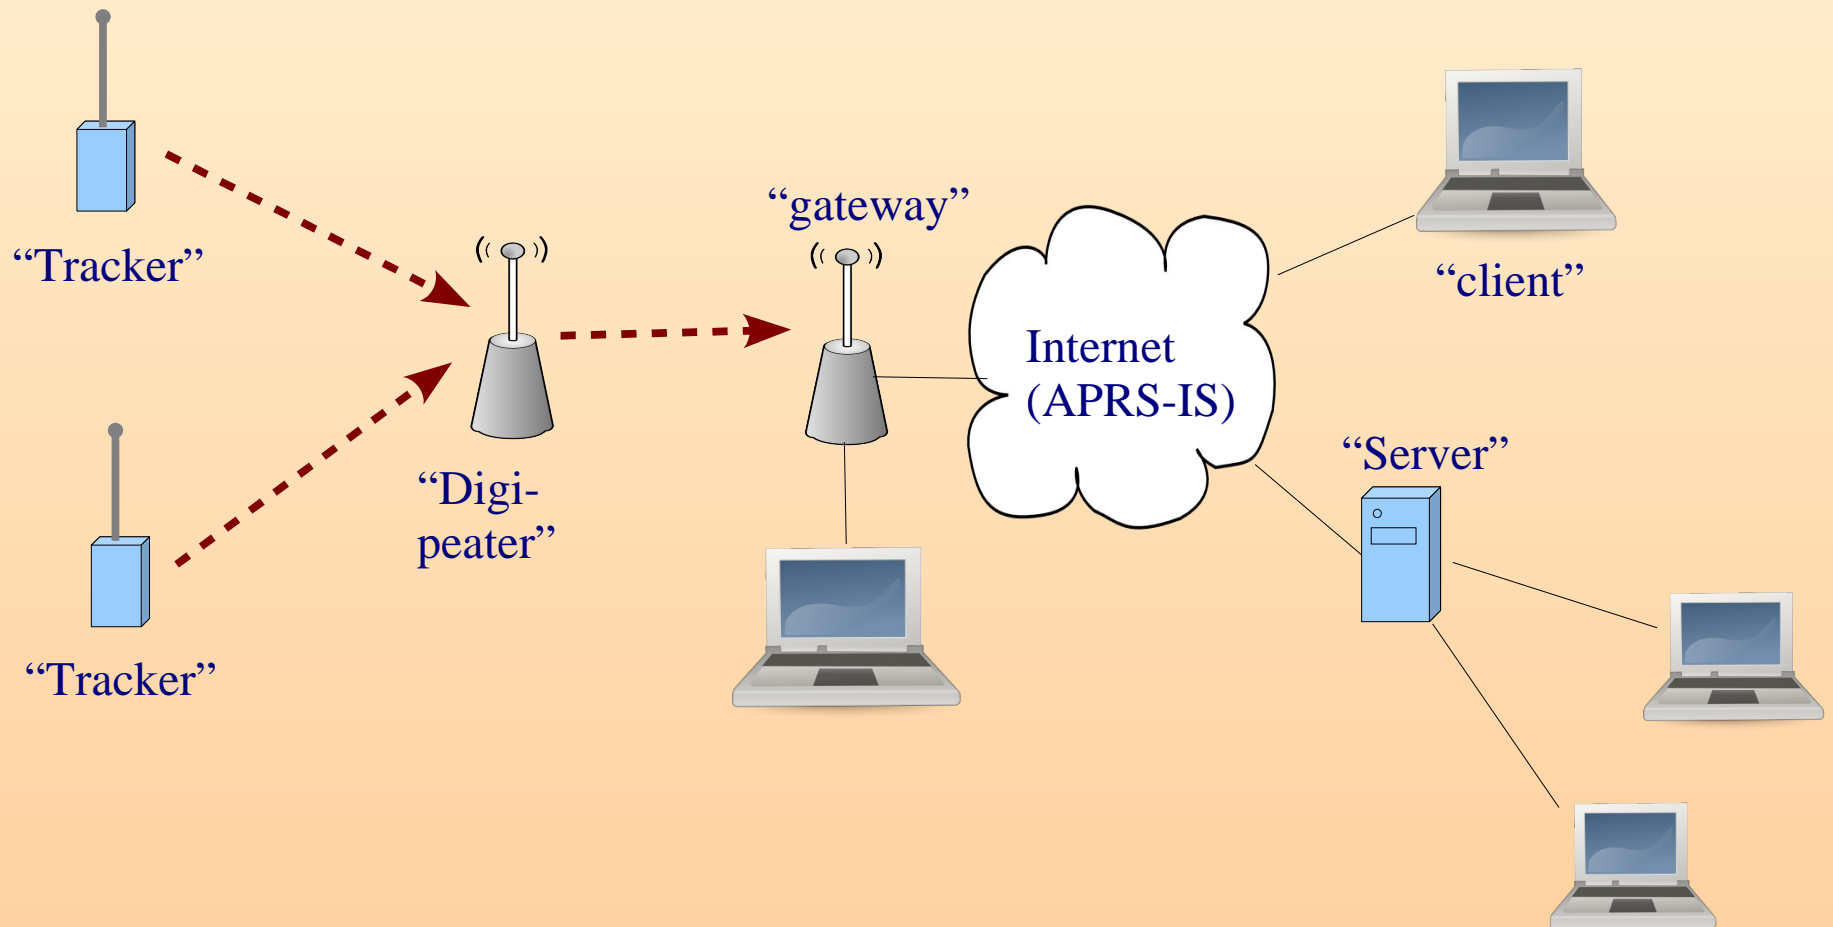 “Tracker”
“gateway”
“client”
Internet
(APRS-IS)
“Server”
“Digi-
peater”
“Tracker”